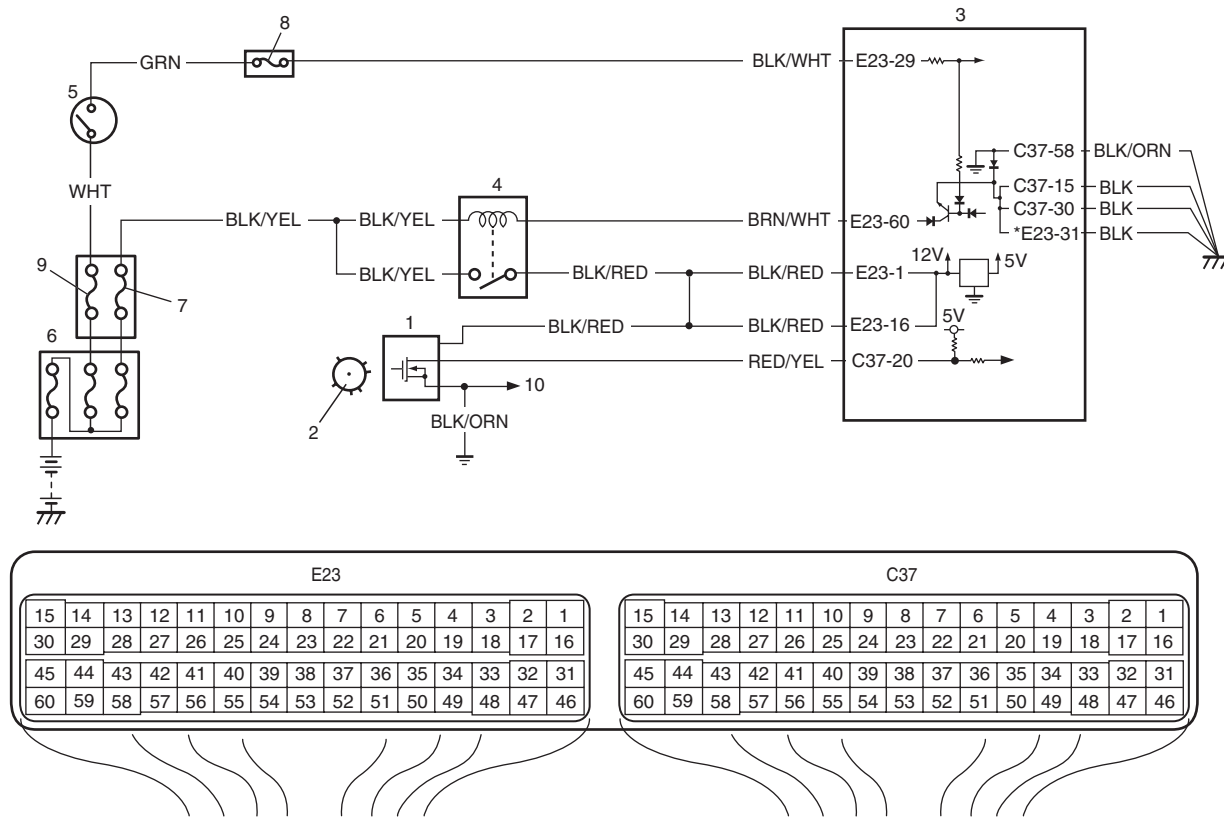 3
8
GRN
BLK/WHT
E23-29
5
C37-58
BLK/ORN
WHT
4
C37-15
BLK
BLK/YEL
BLK/YEL
BRN/WHT
E23-60
C37-30
BLK
*E23-31
BLK
12V
5V
BLK/YEL
BLK/RED
BLK/RED
E23-1
9
7
6
1
BLK/RED
BLK/RED
E23-16
5V
RED/YEL
C37-20
10
2
BLK/ORN
E23
15 14 13 12 11 10 9 8 7 6 5 4 3 2 1
30 29 28 27 26 25 24 23 22 21 20 19 18 17 16
45 44 43 42 41 40 39 38 37 36 35 34 33 32 31
60 59 58 57 56 55 54 53 52 51 50 49 48 47 46
C37
15 14 13 12 11 10 9 8 7 6 5 4 3 2 1
30 29 28 27 26 25 24 23 22 21 20 19 18 17 16
45 44 43 42 41 40 39 38 37 36 35 34 33 32 31
60 59 58 57 56 55 54 53 52 51 50 49 48 47 46